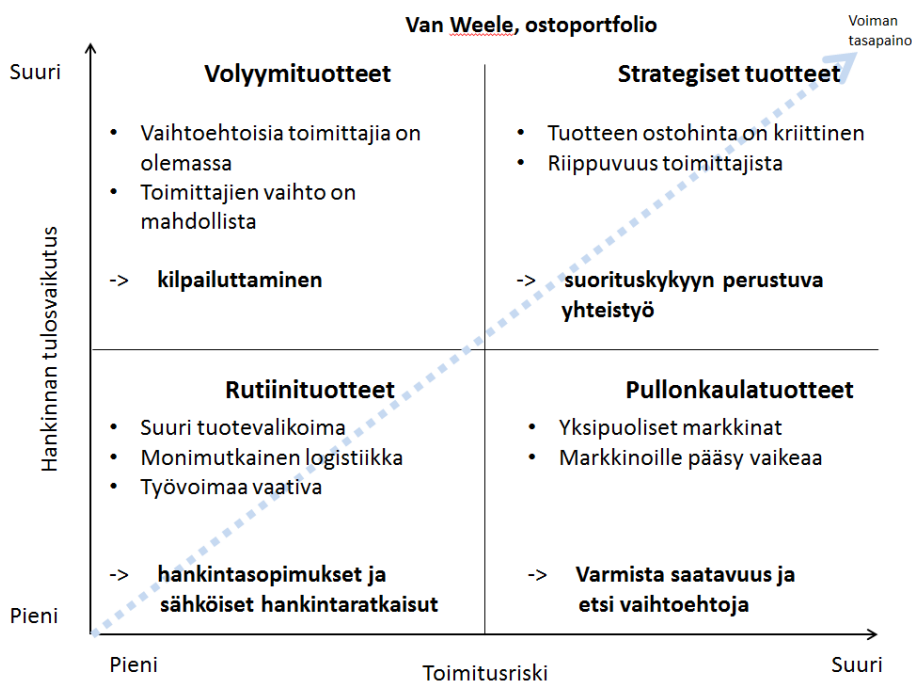 Van Weele, ostoportfolio
Voiman
tasapaino
Suuri
Volyymituotteet
• Vaihtoehtoisia toimittajia on
olemassa
• Toimittajien vaihto on
mahdollista
-> kilpailuttaminen
Strategiset tuotteet
• Tuotteen ostohinta on kriittinen
• Riippuvuus toimittajista
-> suorituskykyyn perustuva
yhteistyö
Hankinnan tulosvaikutus
Rutiinituotteet
• Suuri tuotevalikoima
• Monimutkainen logistiikka
• Työvoimaa vaativa
-> hankintasopimukset ja
sähköiset hankintaratkaisut
Pullonkaulatuotteet
• Yksipuoliset markkinat
• Markkinoille pääsy vaikeaa
-> Varmista saatavuus ja
etsi vaihtoehtoja
Pieni
Pieni
Toimitusriski
Suuri